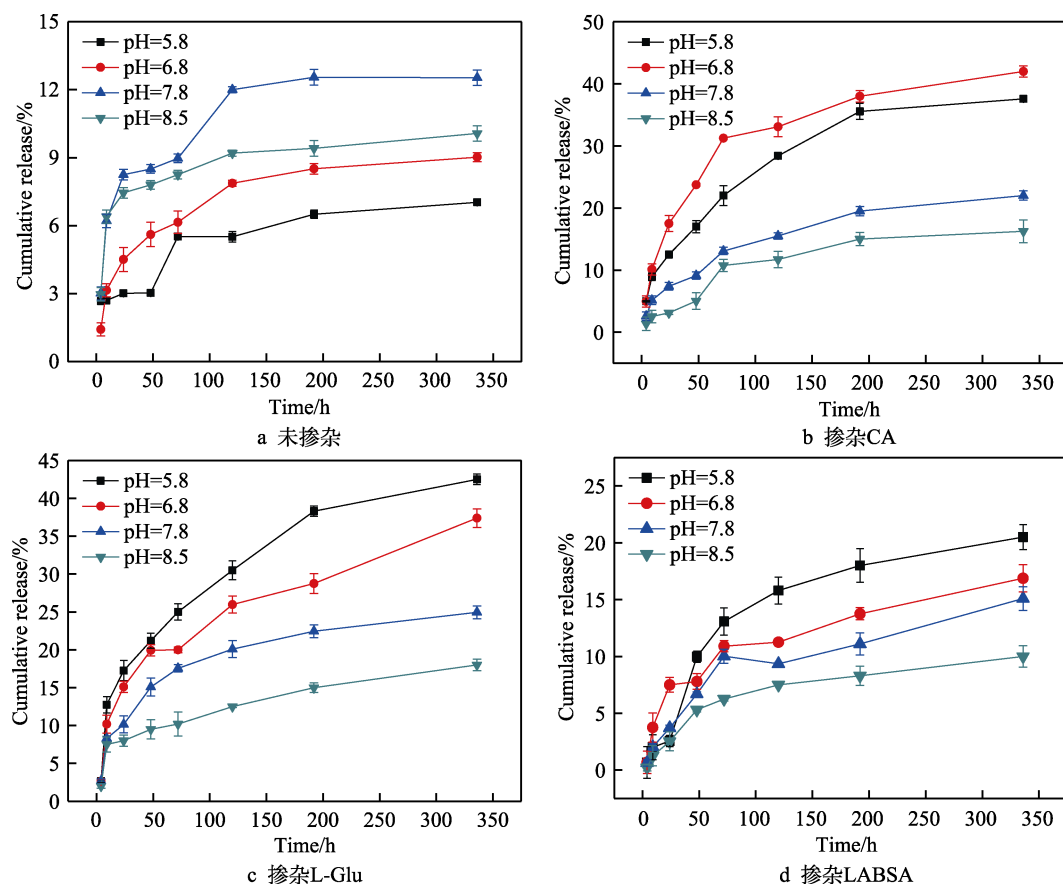 15
12
9
6
3
0
Cumulative release/%
pH=5.8
pH=6.8
pH=7.8
pH=8.5
0 50 100 150 200 250 300 350
Time/h
a 未掺杂
50
40
30
20
10
0
Cumulative release/%
pH=5.8
pH=6.8
pH=7.8
pH=8.5
0 50 100 150 200 250 300 350
Time/h
b 掺杂CA
45
40
35
30
25
20
15
10
5
0
Cumulative release/%
pH=5.8
pH=6.8
pH=7.8
pH=8.5
0 50 100 150 200 250 300 350
Time/h
c 掺杂L-Glu
25
20
15
10
5
0
Cumulative release/%
pH=5.8
pH=6.8
pH=7.8
pH=8.5
0 50 100 150 200 250 300 350
Time/h
d 掺杂LABSA